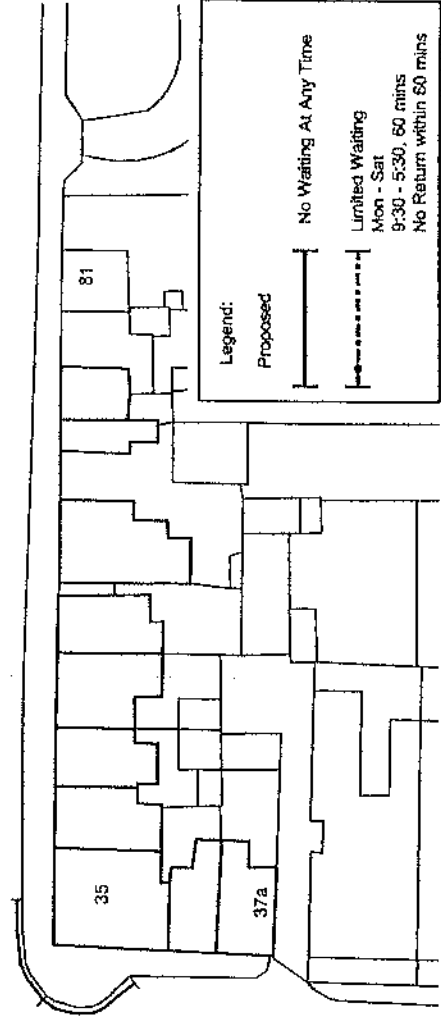 81
35
37a
Legend:
Proposed
No Waiting At Any Time
Limited Waiting
Mon - Sat
9:30 - 5:30, 60 mins
No Return within 60 mins